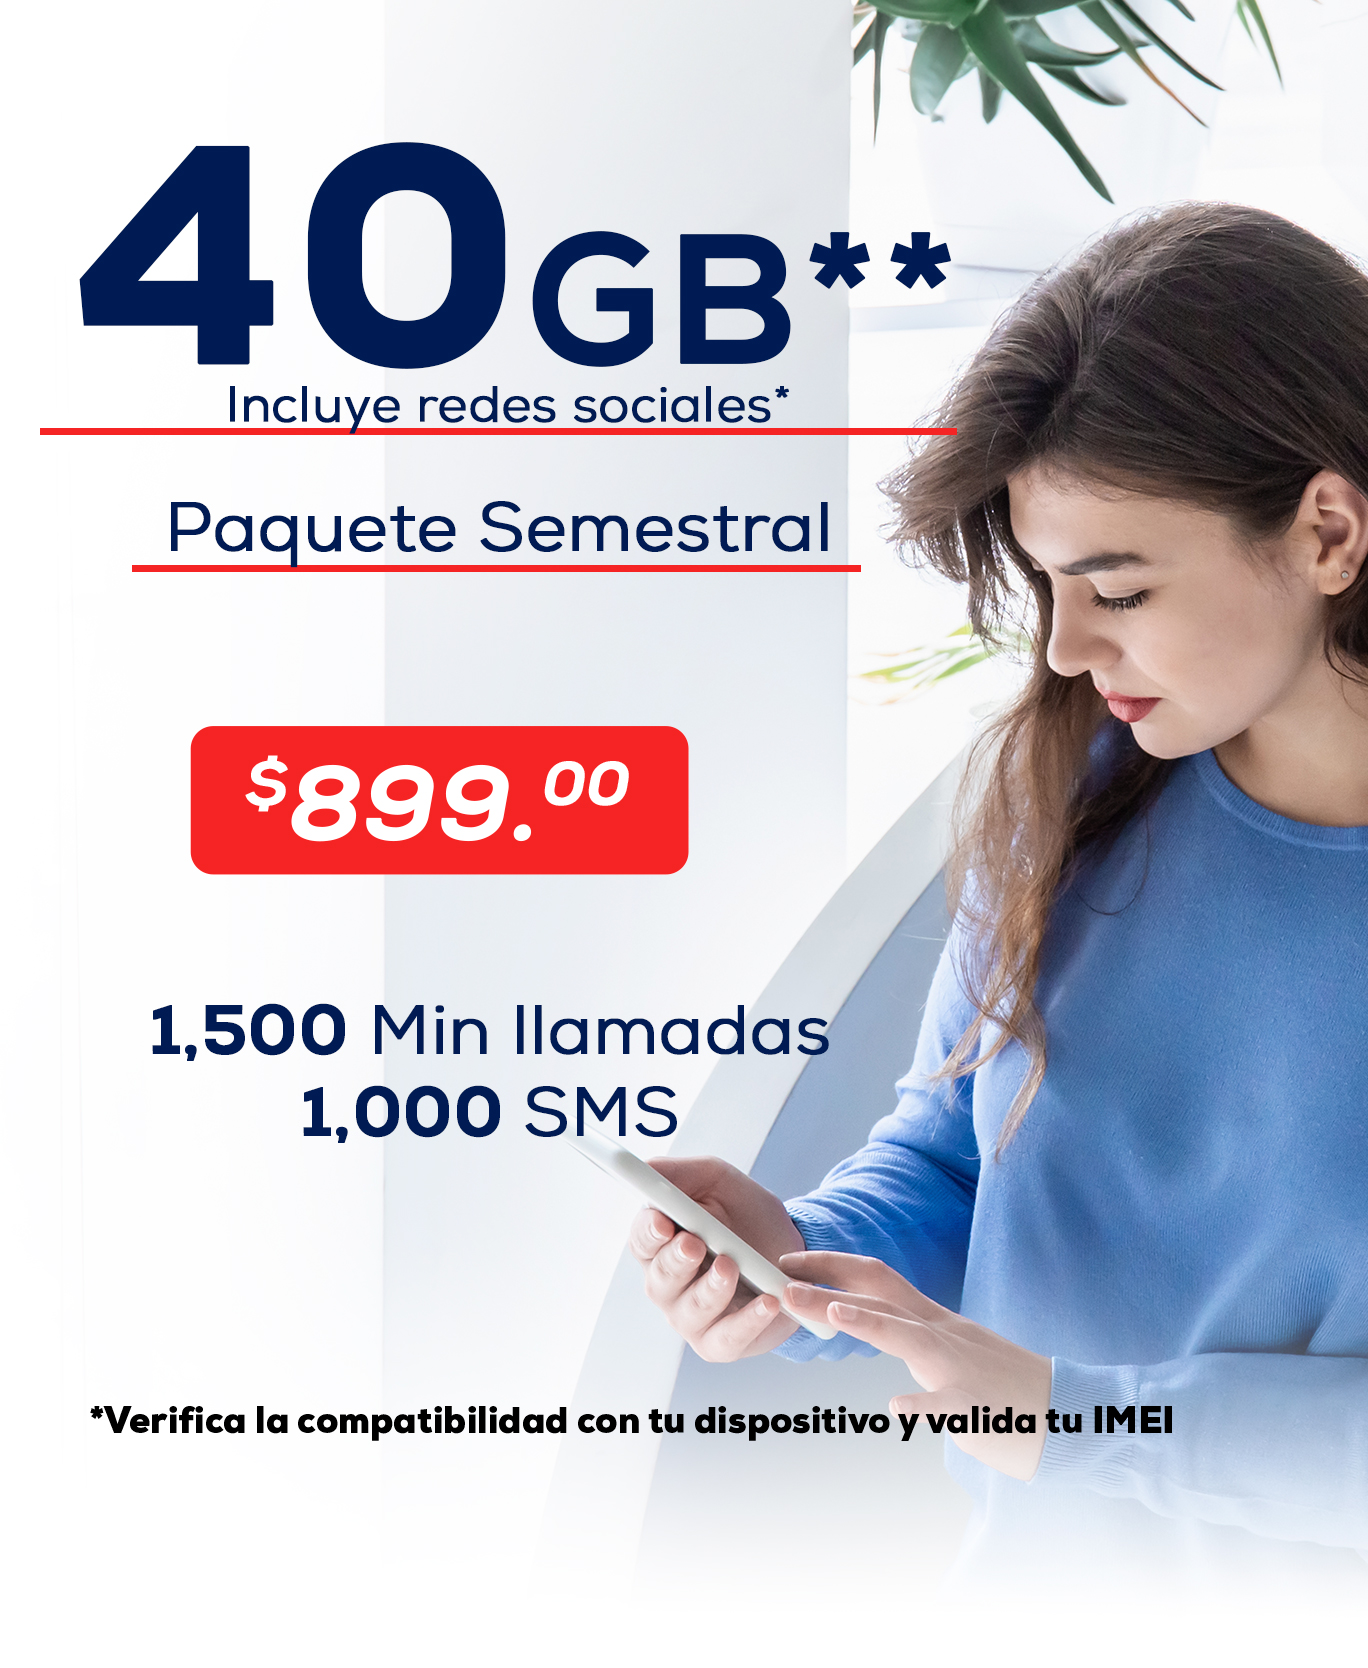 40GB**
Incluye redes sociales*
Paquete Semestral
$899.00
1,500 Min llamadas
1,000 SMS
*Verifica la compatibilidad con tu dispositivo y valida tu IMEI